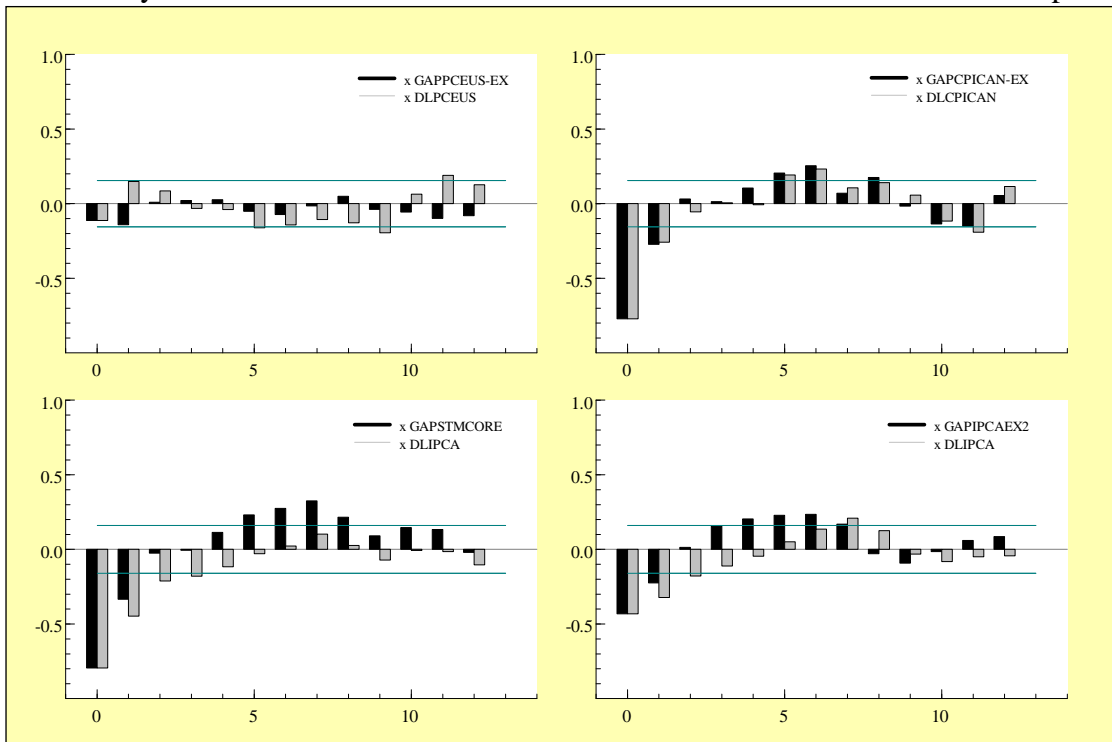 1.0
x GAPPCEUS-EX
x DLPCEUS
0.5
0.0
-0.5
0 5 10
1.0
x GAPCPICAN-EX
x DLCPICAN
0.5
0.0
-0.5
0 5 10
1.0
x GAPSTMCORE
x DLIPCA
0.5
0.0
-0.5
0 5 10
1.0
x GAPIPCAEX2
x DLIPCA
0.5
0.0
-0.5
0 5 10